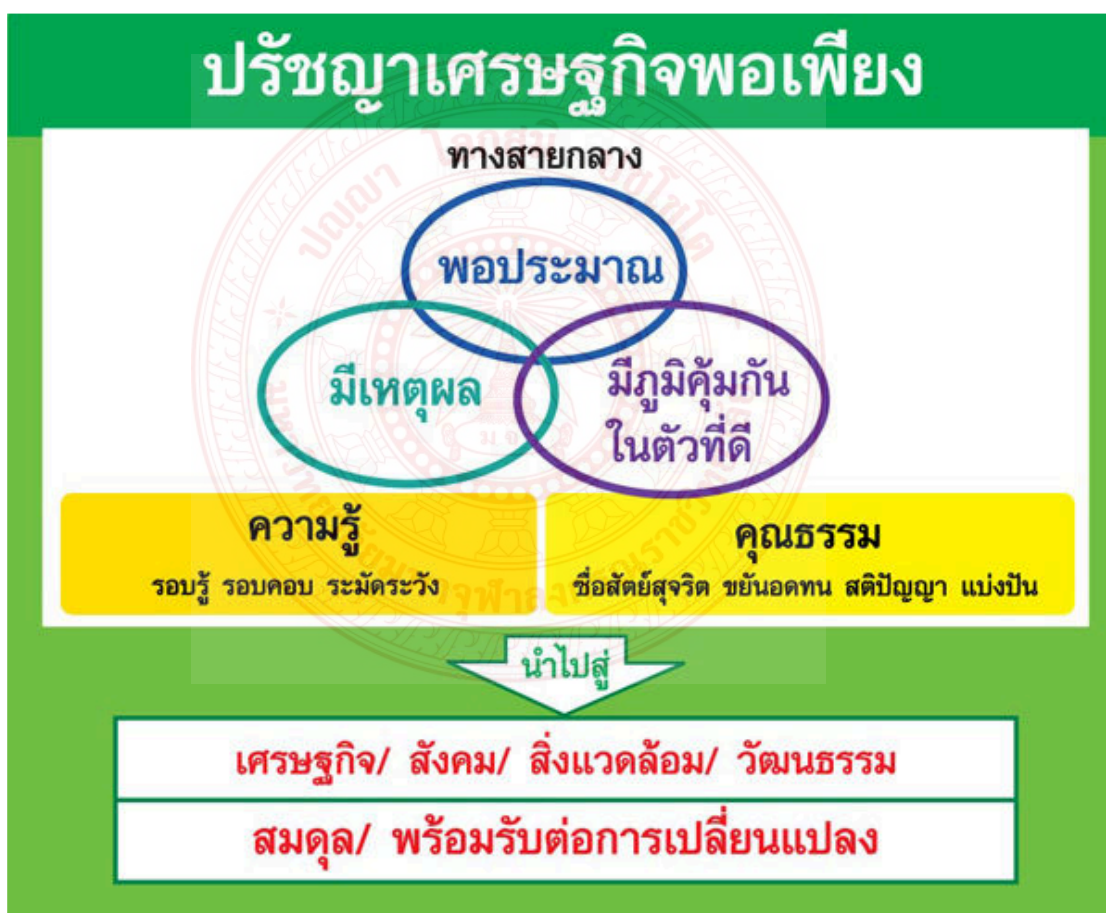 ปรัชญาเศรษฐกิจพอเพียง
ทางสายกลาง
พอประมาณ
มีเหตุผล
มีภูมิคุ้มกัน
ในตัวที่ดี
ความรู้
รอบรู้ รอบคอบ ระมัดระวัง
คุณธรรม
ซื่อสัตย์สุจริต ขยันอดทน สติปัญญา แบ่งปัน
นำไปสู่
เศรษฐกิจ/ สังคม/ สิ่งแวดล้อม/ วัฒนธรรม
สมดุล/ พร้อมรับต่อการเปลี่ยนแปลง